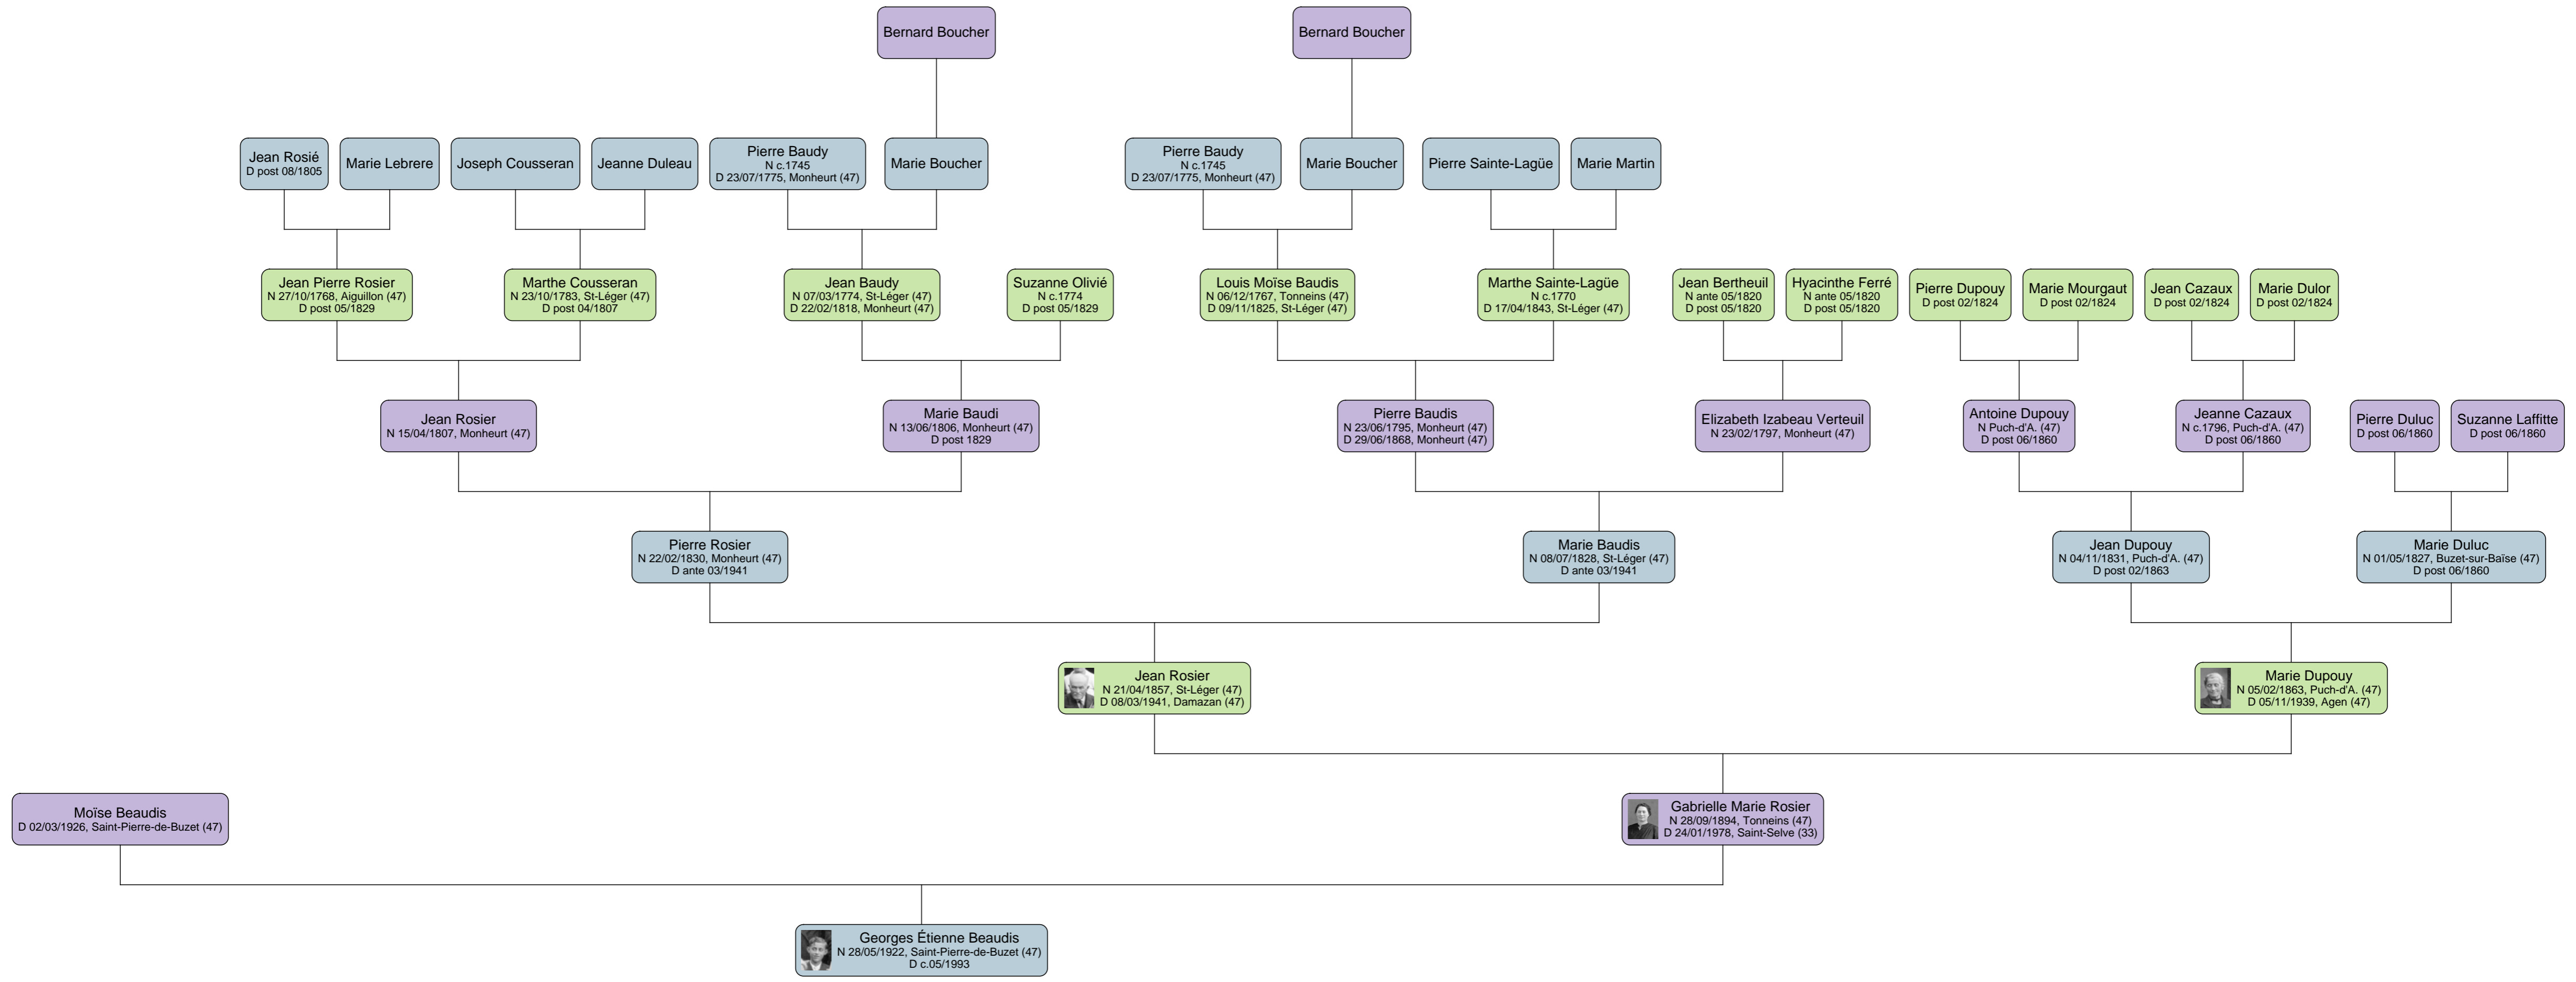 Bernard Boucher
Bernard Boucher
Jean Rosié
D post 08/1805
Marie Lebrere
Joseph Cousseran
Jeanne Duleau
Pierre Baudy
N c.1745
D 23/07/1775, Monheurt (47)
Marie Boucher
Pierre Baudy
N c.1745
D 23/07/1775, Monheurt (47)
Marie Boucher
Pierre Sainte-Lagüe
Marie Martin
Jean Pierre Rosier
N 27/10/1768, Aiguillon (47)
D post 05/1829
Marthe Cousseran
N 23/10/1783, St-Léger (47)
D post 04/1807
Jean Baudy
N 07/03/1774, St-Léger (47)
D 22/02/1818, Monheurt (47)
Suzanne Olivié
N c.1774
D post 05/1829
Louis Moïse Baudis
N 06/12/1767, Tonneins (47)
D 09/11/1825, St-Léger (47)
Marthe Sainte-Lagüe
N c.1770
D 17/04/1843, St-Léger (47)
Jean Bertheuil
N ante 05/1820
D post 05/1820
Hyacinthe Ferré
N ante 05/1820
D post 05/1820
Pierre Dupouy
D post 02/1824
Marie Mourgaut
D post 02/1824
Jean Cazaux
D post 02/1824
Marie Dulor
D post 02/1824
Jean Rosier
N 15/04/1807, Monheurt (47)
Marie Baudi
N 13/06/1806, Monheurt (47)
D post 1829
Pierre Baudis
N 23/06/1795, Monheurt (47)
D 29/06/1868, Monheurt (47)
Elizabeth Izabeau Verteuil
N 23/02/1797, Monheurt (47)
Antoine Dupouy
N Puch-d'A. (47)
D post 06/1860
Jeanne Cazaux
N c.1796, Puch-d'A. (47)
D post 06/1860
Pierre Duluc
D post 06/1860
Suzanne Laffitte
D post 06/1860
Pierre Rosier
N 22/02/1830, Monheurt (47)
D ante 03/1941
Marie Baudis
N 08/07/1828, St-Léger (47)
D ante 03/1941
Jean Dupouy
N 04/11/1831, Puch-d'A. (47)
D post 02/1863
Marie Duluc
N 01/05/1827, Buzet-sur-Baïse (47)
D post 06/1860
Jean Rosier
N 21/04/1857, St-Léger (47)
D 08/03/1941, Damazan (47)
Marie Dupouy
N 05/02/1863, Puch-d'A. (47)
D 05/11/1939, Agen (47)
Moïse Beaudis
D 02/03/1926, Saint-Pierre-de-Buzet (47)
Gabrielle Marie Rosier
N 28/09/1894, Tonneins (47)
D 24/01/1978, Saint-Selve (33)
Georges Étienne Beaudis
N 28/05/1922, Saint-Pierre-de-Buzet (47)
D c.05/1993